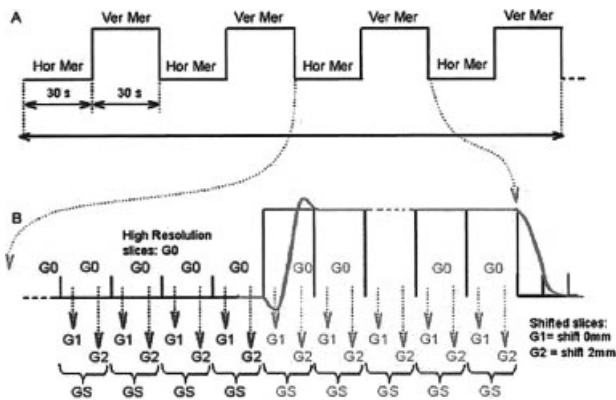 A
Ver Mer Ver Mer Ver Mer Ver Mer
Hor Mer Hor Mer Hor Mer Hor Mer
30 s 30 s
B
High Resolution
slices: G0
G0 G0 G0 G0 G0 G0 G0 G0 G0
Shifted slices:
G1= shift 0mm
G2 = shift 2mm
G1 G1 G1 G1 G1 G1 G1 G1 G1
G2 G2 G2 G2 G2 G2 G2 G2 G2
GS GS GS GS GS GS GS GS GS